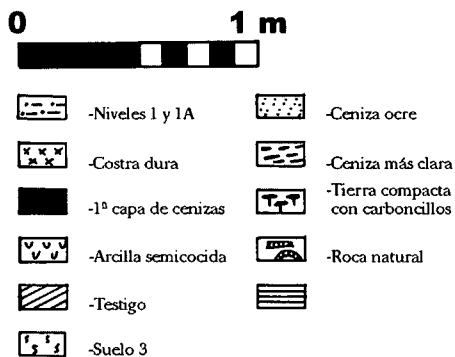 0 1 m
-Niveles 1 y 1A
-Costra dura
-1ª capa de cenizas
-Arcilla semicocida
-Testigo
-Suelo 3
-Ceniza ocre
-Ceniza más clara
-Tierra compacta
con carboncillos
-Roca natural